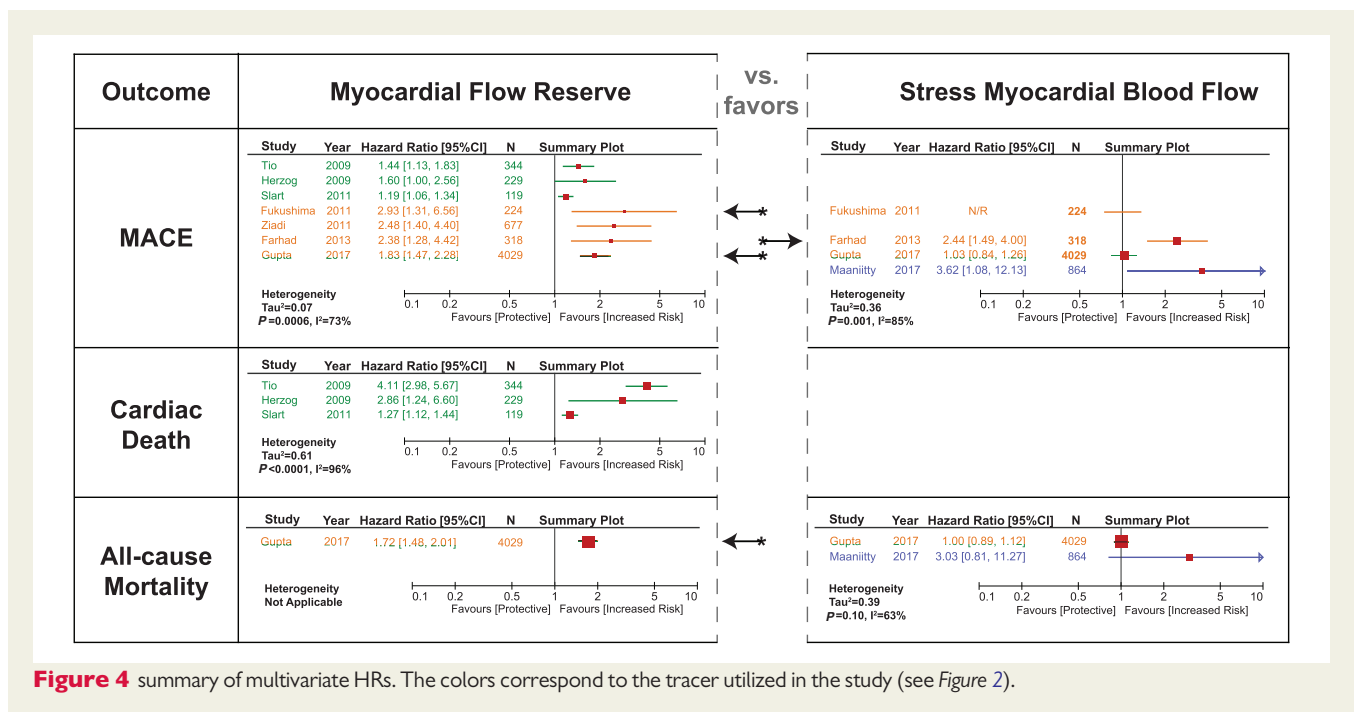 Outcome
Myocardial Flow Reserve
vs.
favors
Stress Myocardial Blood Flow
MACE
Study Year Hazard Ratio [95%CI] N Summary Plot
Tio 2009 1.44 [1.13, 1.83] 344
Herzog 2009 1.60 [1.00, 2.56] 229
Slart 2011 1.19 [1.06, 1.34] 119
Fukushima 2011 2.93 [1.31, 6.56] 224
Ziadi 2011 2.48 [1.40, 4.40] 677
Farhad 2013 2.38 [1.28, 4.42] 318
Gupta 2017 1.83 [1.47, 2.28] 4029
Heterogeneity
Tau²=0.07
P=0.0006, I²=73%
0.1 0.2 0.5 1 2 5 10
Favours [Protective] Favours [Increased Risk]
*
*
*
Study Year Hazard Ratio [95%CI] N Summary Plot
Fukushima 2011 N/R 224
Farhad 2013 2.44 [1.49, 4.00] 318
Gupta 2017 1.03 [0.84, 1.26] 4029
Maaniitty 2017 3.62 [1.08, 12.13] 864
Heterogeneity
Tau²=0.36
P=0.001, I²=85%
0.1 0.2 0.5 1 2 5 10
Favours [Protective] Favours [Increased Risk]
Cardiac
Death
Study Year Hazard Ratio [95%CI] N Summary Plot
Tio 2009 4.11 [2.98, 5.67] 344
Herzog 2009 2.86 [1.24, 6.60] 229
Slart 2011 1.27 [1.12, 1.44] 119
Heterogeneity
Tau²=0.61
P<0.0001, I²=96%
0.1 0.2 0.5 1 2 5 10
Favours [Protective] Favours [Increased Risk]
All-cause
Mortality
Study Year Hazard Ratio [95%CI] N Summary Plot
Gupta 2017 1.72 [1.48, 2.01] 4029
Heterogeneity
Not Applicable
0.1 0.2 0.5 1 2 5 10
Favours [Protective] Favours [Increased Risk]
*
Study Year Hazard Ratio [95%CI] N Summary Plot
Gupta 2017 1.00 [0.89, 1.12] 4029
Maaniitty 2017 3.03 [0.81, 11.27] 864
Heterogeneity
Tau²=0.39
P=0.10, I²=63%
0.1 0.2 0.5 1 2 5 10
Favours [Protective] Favours [Increased Risk]
Figure 4 summary of multivariate HRs. The colors correspond to the tracer utilized in the study (see Figure 2).